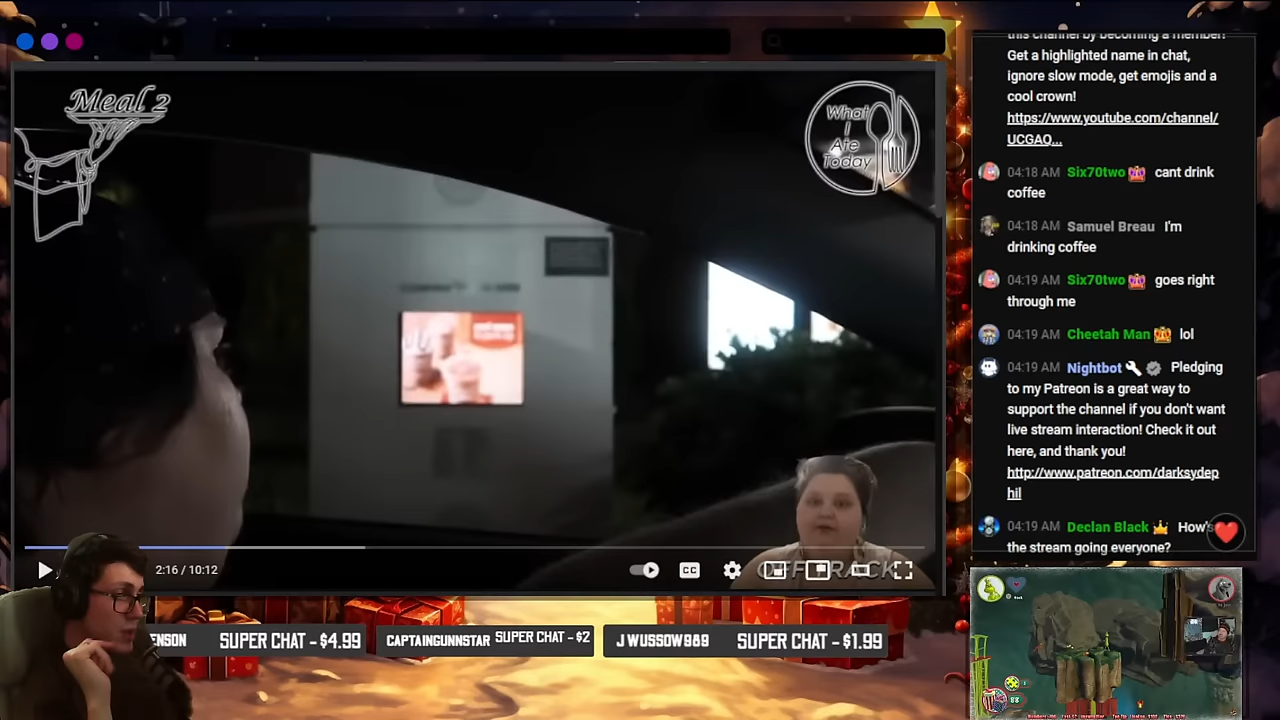 Meal 2
What
I
Ate
Today
2:16 / 10:12
CC
OFF TRACK
ENSON SUPER CHAT - $4.99
CAPTAINGUNNSTAR SUPER CHAT - $2
J WUSSOW989 SUPER CHAT - $1.99
this channel by becoming a member!
Get a highlighted name in chat,
ignore slow mode, get emojis and a
cool crown!
https://www.youtube.com/channel/
UCGAO...
04:18 AM Six70two cant drink
coffee
04:18 AM Samuel Breau I'm
drinking coffee
04:19 AM Six70two goes right
through me
04:19 AM Cheetah Man lol
04:19 AM Nightbot Pledging
to my Patreon is a great way to
support the channel if you don't want
live stream interaction! Check it out
here, and thank you!
http://www.patreon.com/darksydep
hil
04:19 AM Declan Black How's
the stream going everyone?